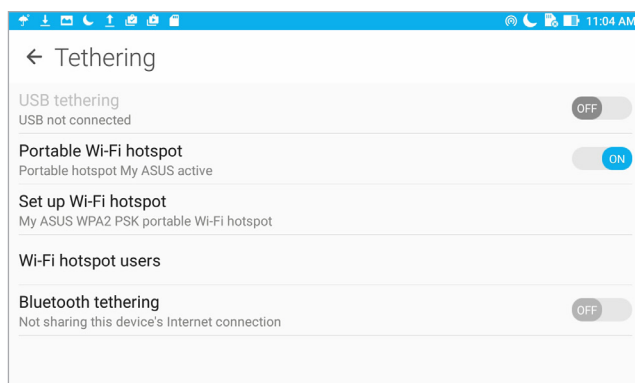 11:04 AM
Tethering
USB tethering
USB not connected
OFF
Portable Wi-Fi hotspot
Portable hotspot My ASUS active
ON
Set up Wi-Fi hotspot
My ASUS WPA2 PSK portable Wi-Fi hotspot
Wi-Fi hotspot users
Bluetooth tethering
Not sharing this device's Internet connection
OFF